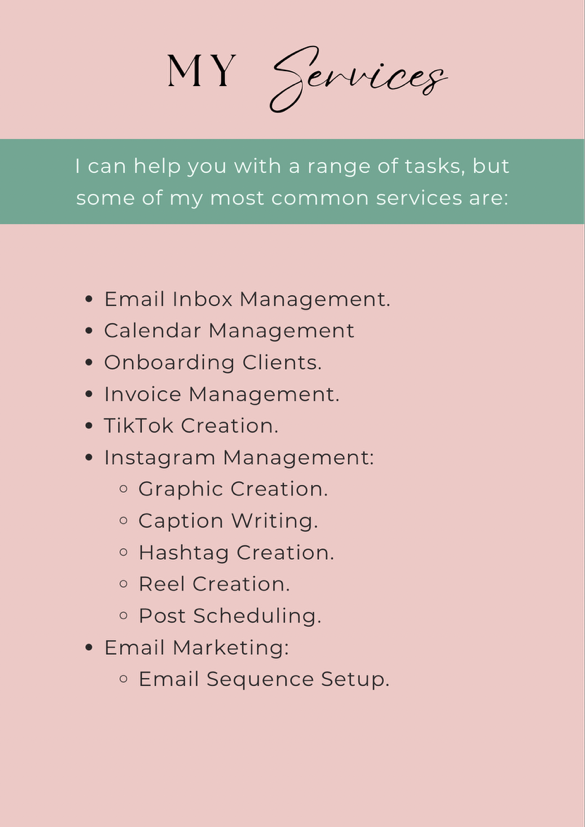 MY Services
I can help you with a range of tasks, but
some of my most common services are:
• Email Inbox Management.
• Calendar Management
• Onboarding Clients.
• Invoice Management.
• TikTok Creation.
• Instagram Management:
◦ Graphic Creation.
◦ Caption Writing.
◦ Hashtag Creation.
◦ Reel Creation.
◦ Post Scheduling.
• Email Marketing:
◦ Email Sequence Setup.